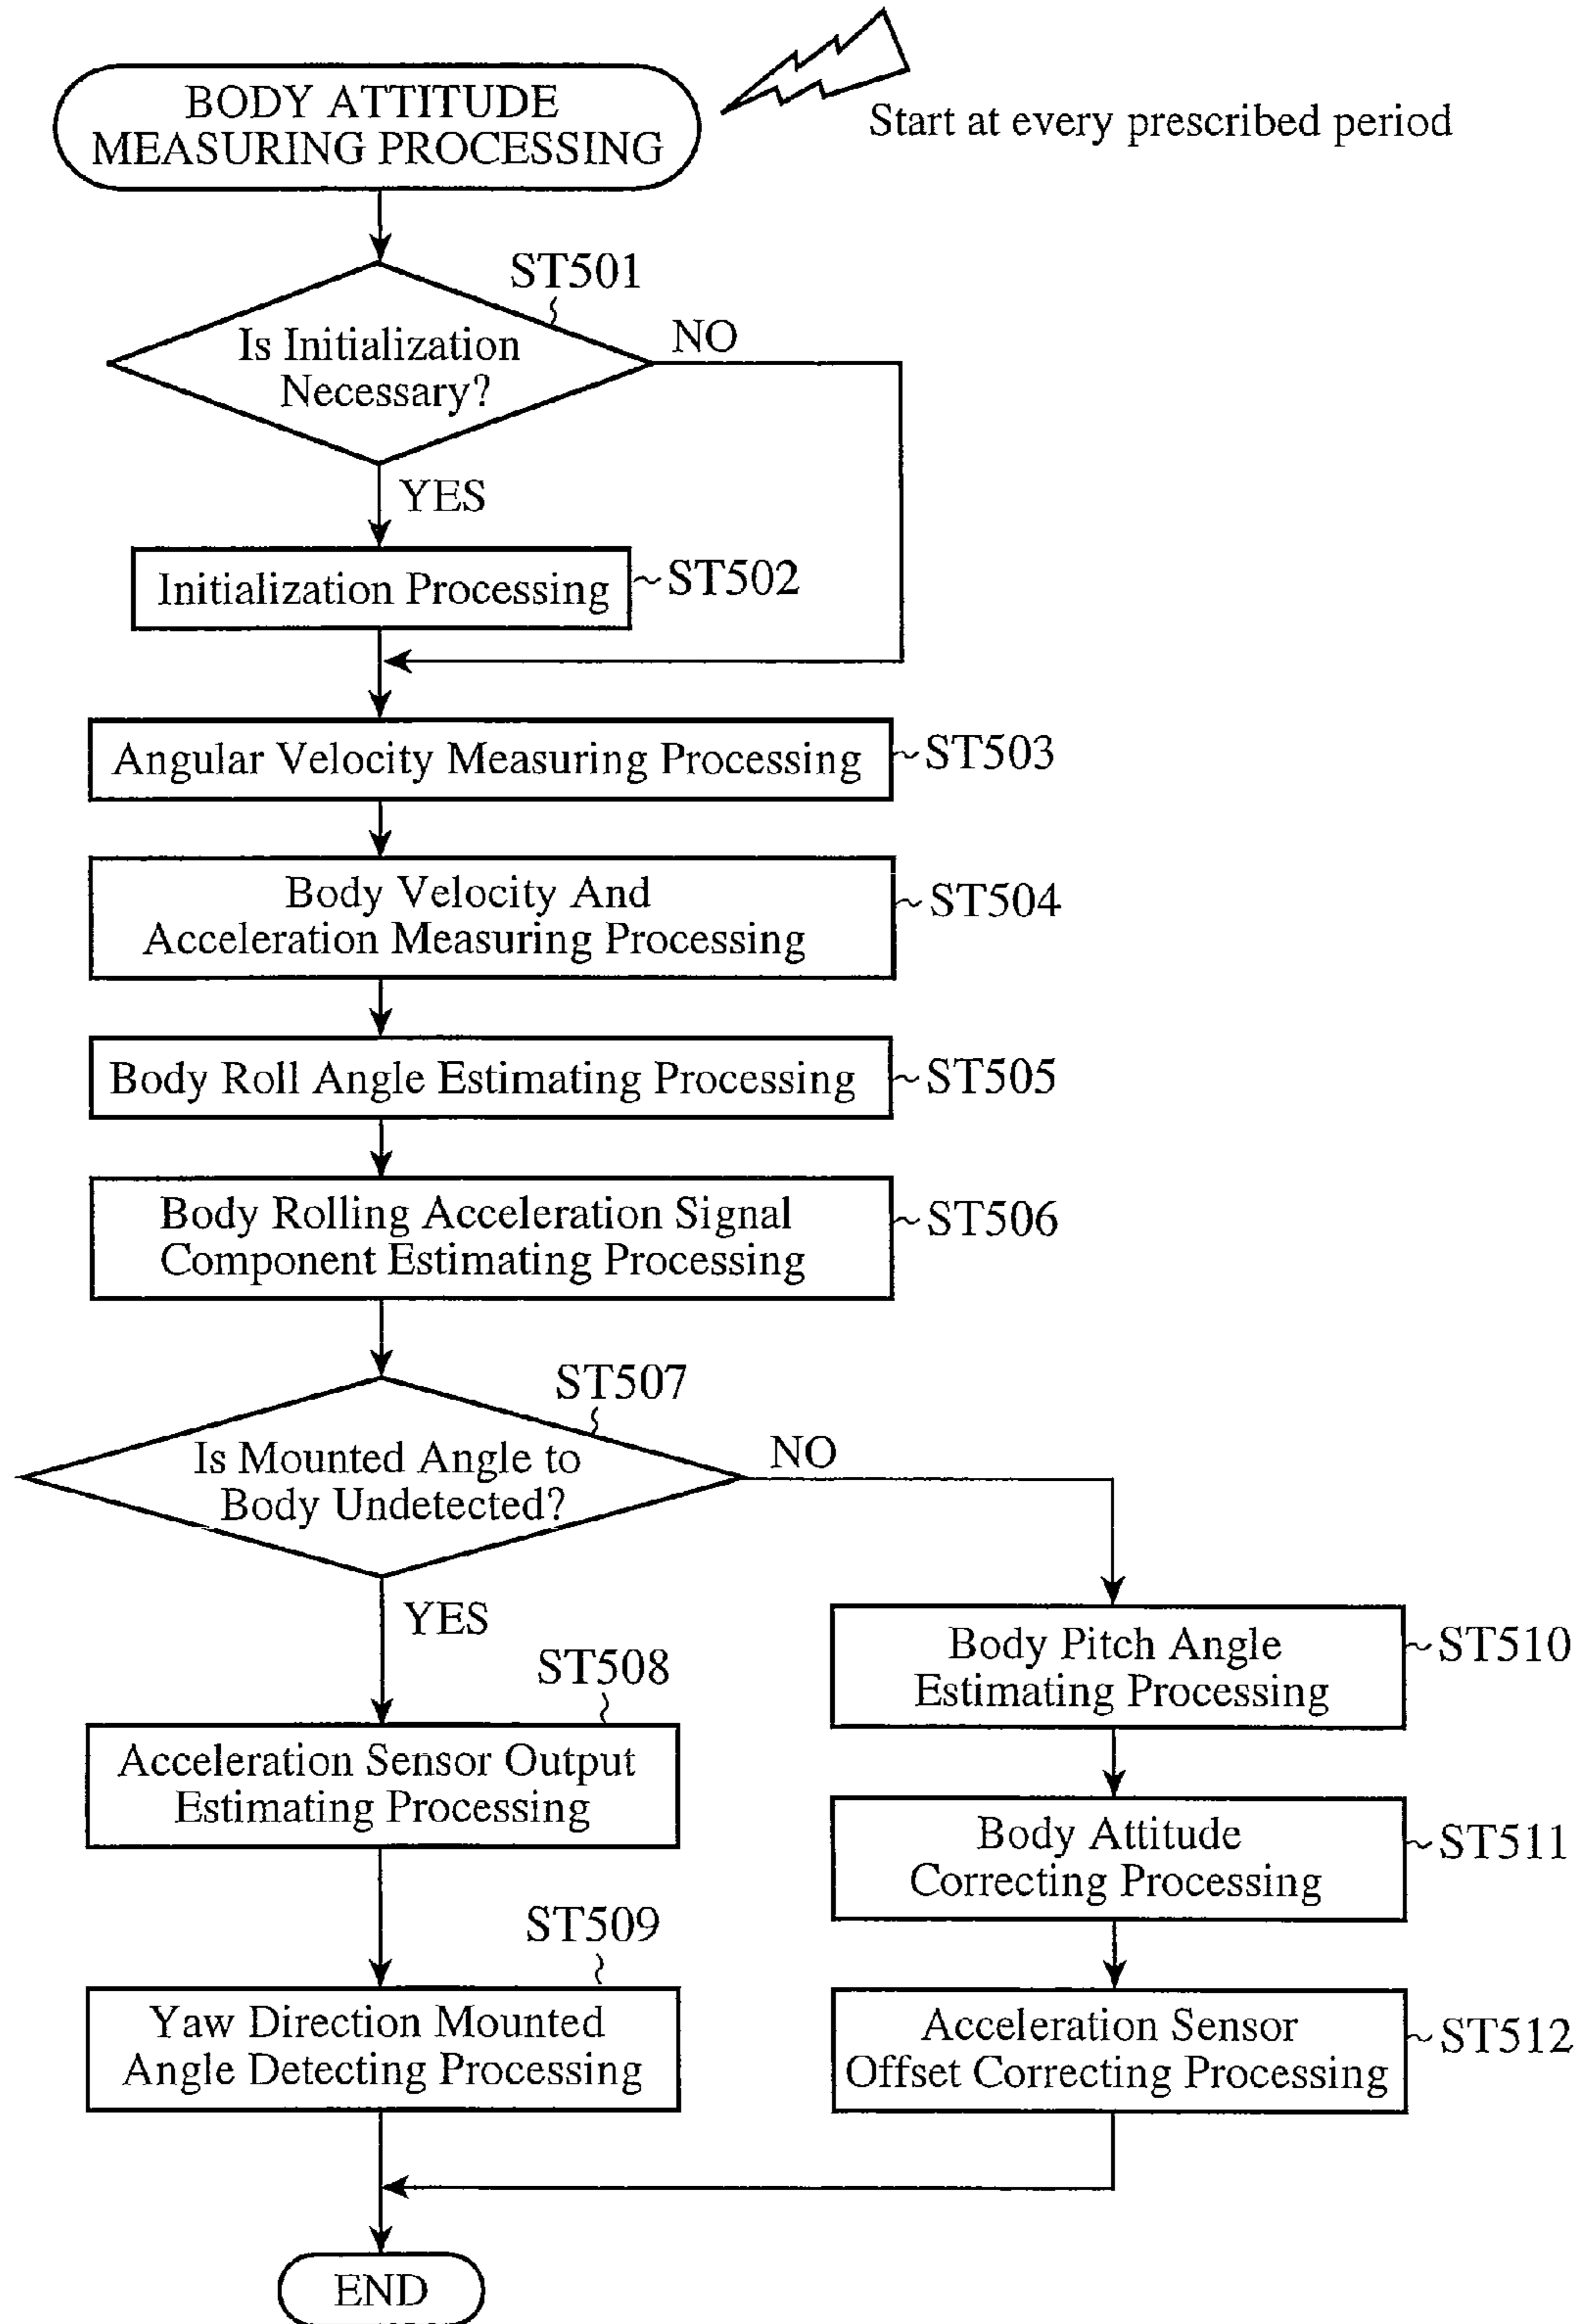 BODY ATTITUDE
MEASURING PROCESSING
Start at every prescribed period
ST501
Is Initialization
Necessary?
NO
YES
Initialization Processing
ST502
Angular Velocity Measuring Processing
ST503
Body Velocity And
Acceleration Measuring Processing
ST504
Body Roll Angle Estimating Processing
ST505
Body Rolling Acceleration Signal
Component Estimating Processing
ST506
ST507
Is Mounted Angle to
Body Undetected?
NO
YES
ST508
Acceleration Sensor Output
Estimating Processing
ST509
Yaw Direction Mounted
Angle Detecting Processing
Body Pitch Angle
Estimating Processing
ST510
Body Attitude
Correcting Processing
ST511
Acceleration Sensor
Offset Correcting Processing
ST512
END